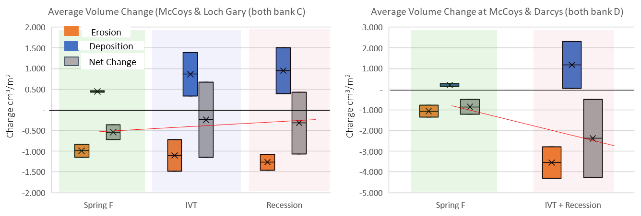 Average Volume Change (McCoys & Loch Gary (both bank C)
Change cm³/m²
2.000
1.500
1.000
0.500
-
-0.500
-1.000
-1.500
-2.000
Erosion
Deposition
Net Change
Spring F
IVT
Recession
Average Volume Change at McCoys & Darcys (both bank D)
Change cm³/m²
3.000
2.000
1.000
-
-1.000
-2.000
-3.000
-4.000
-5.000
Spring F
IVT + Recession